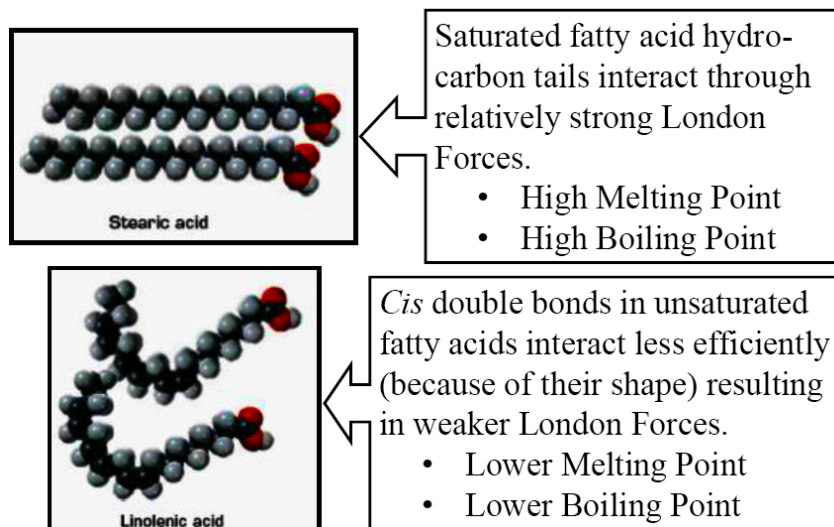 Saturated fatty acid hydro-
carbon tails interact through
relatively strong London
Forces.
• High Melting Point
• High Boiling Point
Stearic acid
Cis double bonds in unsaturated
fatty acids interact less efficiently
(because of their shape) resulting
in weaker London Forces.
• Lower Melting Point
• Lower Boiling Point
Linolenic acid